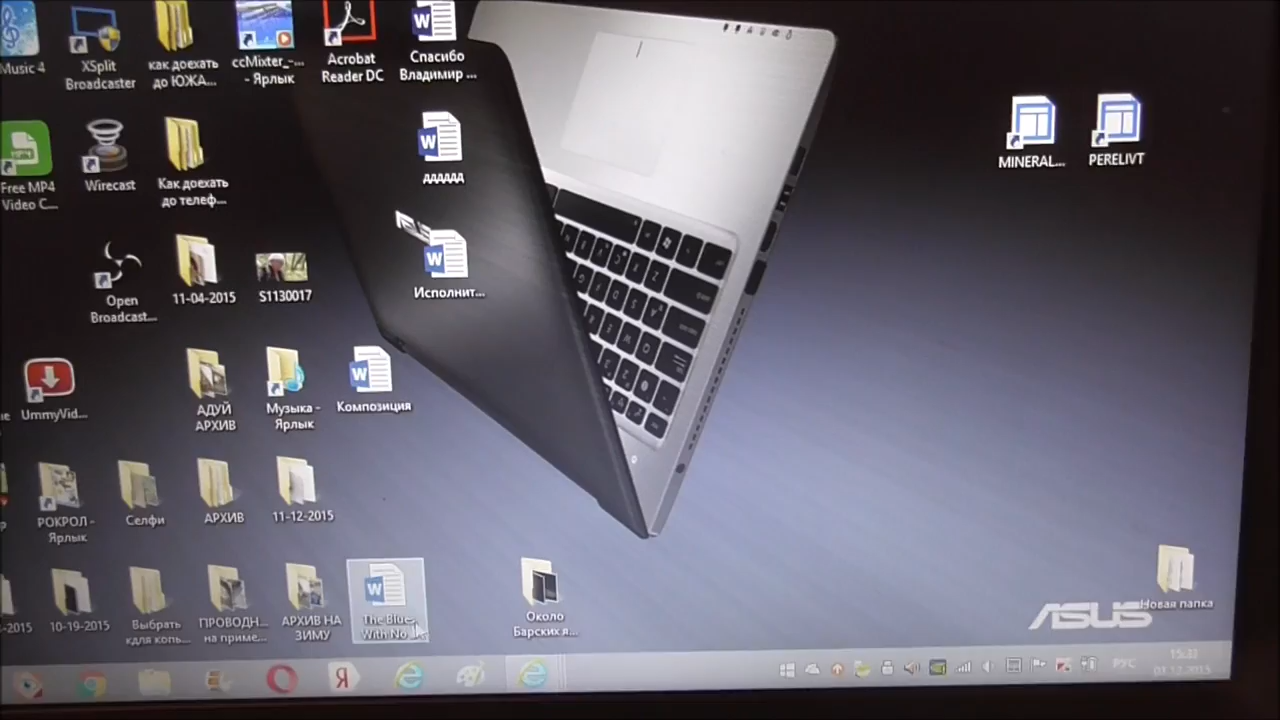 Music 4
XSplit
Broadcaster
как доехать
до ЮЖА...
ccMixter_-...
- Ярлык
Acrobat
Reader DC
Спасибо
Владимир ...
Free MP4
Video C...
Wirecast
Как доехать
до телеф...
дддддд
MINERAL...
PERELIVT
Open
Broadcast...
11-04-2015
S1130017
Исполнит...
UmmyVid...
АДУЙ
АРХИВ
Музыка -
Ярлык
Композиция
РОКРОЛ -
Ярлык
Селфи
АРХИВ
11-12-2015
10-19-2015
Выбрать
кдля копь...
ПРОВОДН...
на приме...
АРХИВ НА
ЗИМУ
The Blue
With No
Около
Барских я...
Новая папка
ASUS
РУС
15:33